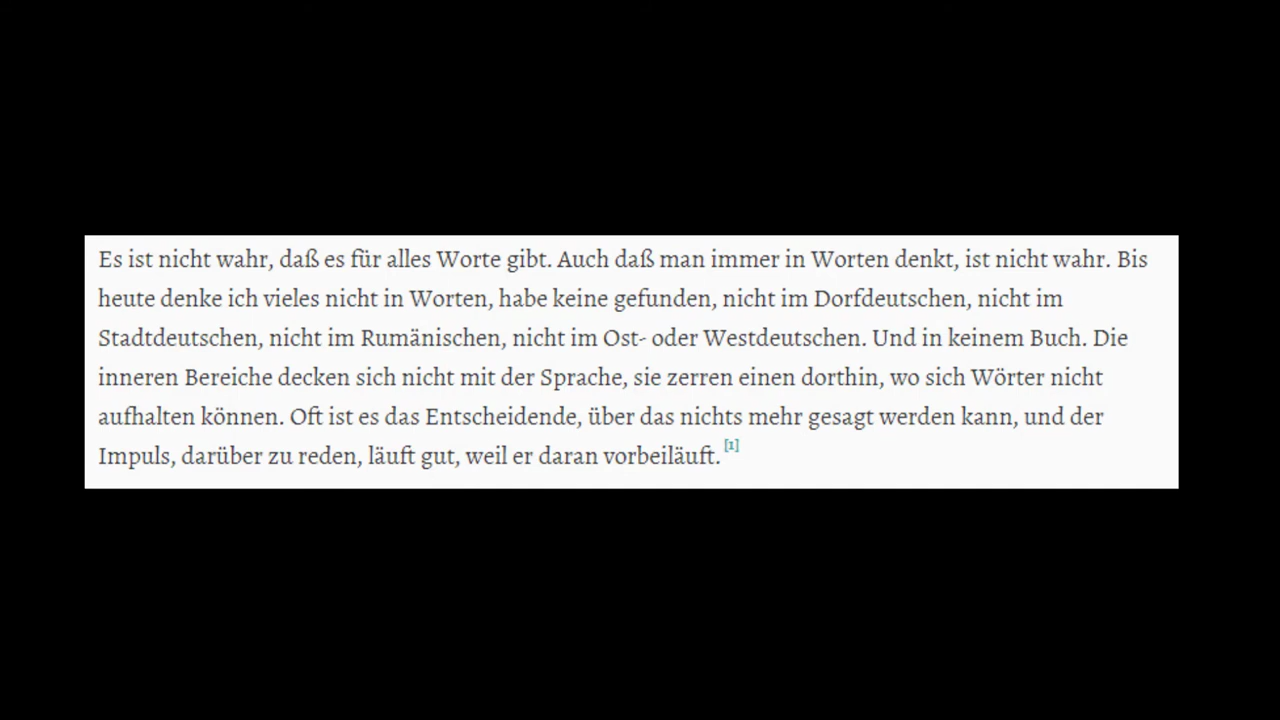 Es ist nicht wahr, daß es für alles Worte gibt. Auch daß man immer in Worten denkt, ist nicht wahr. Bis
heute denke ich vieles nicht in Worten, habe keine gefunden, nicht im Dorfdeutschen, nicht im
Stadtdeutschen, nicht im Rumänischen, nicht im Ost- oder Westdeutschen. Und in keinem Buch. Die
inneren Bereiche decken sich nicht mit der Sprache, sie zerren einen dorthin, wo sich Wörter nicht
aufhalten können. Oft ist es das Entscheidende, über das nichts mehr gesagt werden kann, und der
Impuls, darüber zu reden, läuft gut, weil er daran vorbeiläuft. [1]